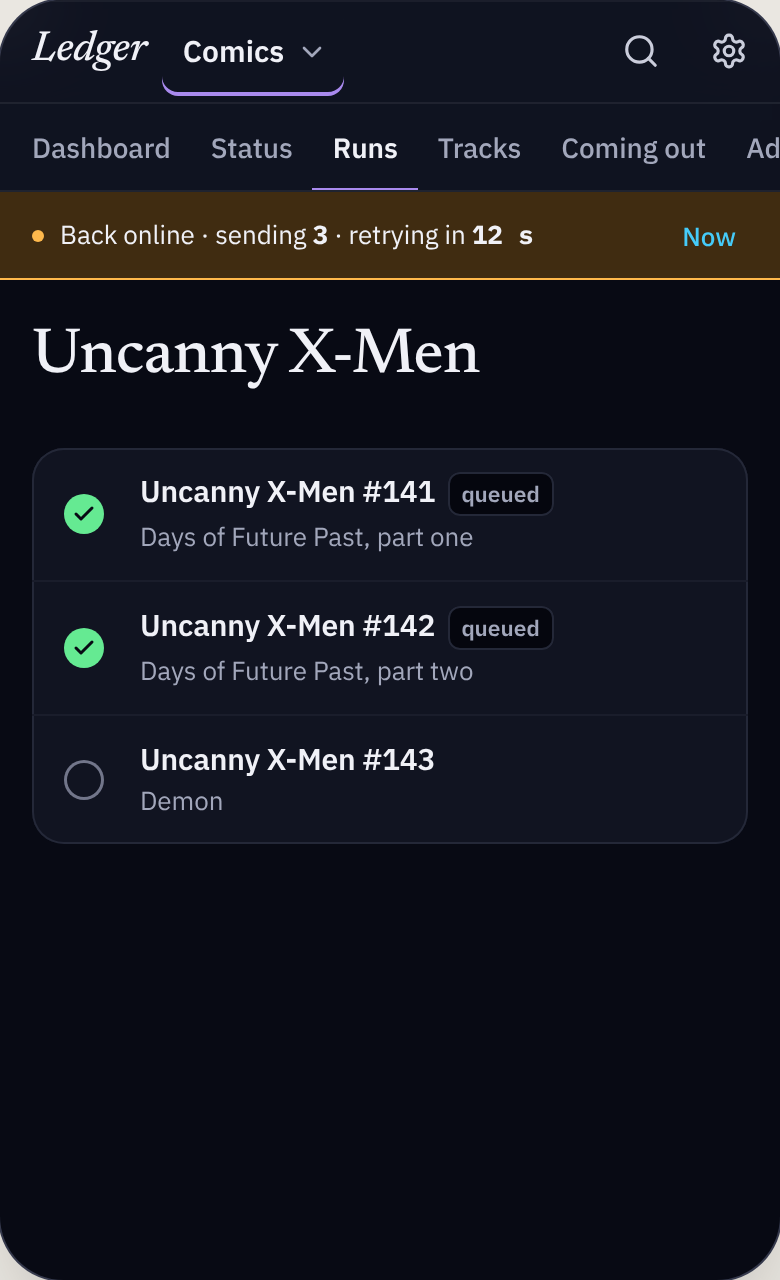 Ledger Comics
Dashboard Status Runs Tracks Coming out Ad
Back online · sending 3 · retrying in 12 s Now
Uncanny X-Men
Uncanny X-Men #141 queued
Days of Future Past, part one
Uncanny X-Men #142 queued
Days of Future Past, part two
Uncanny X-Men #143
Demon